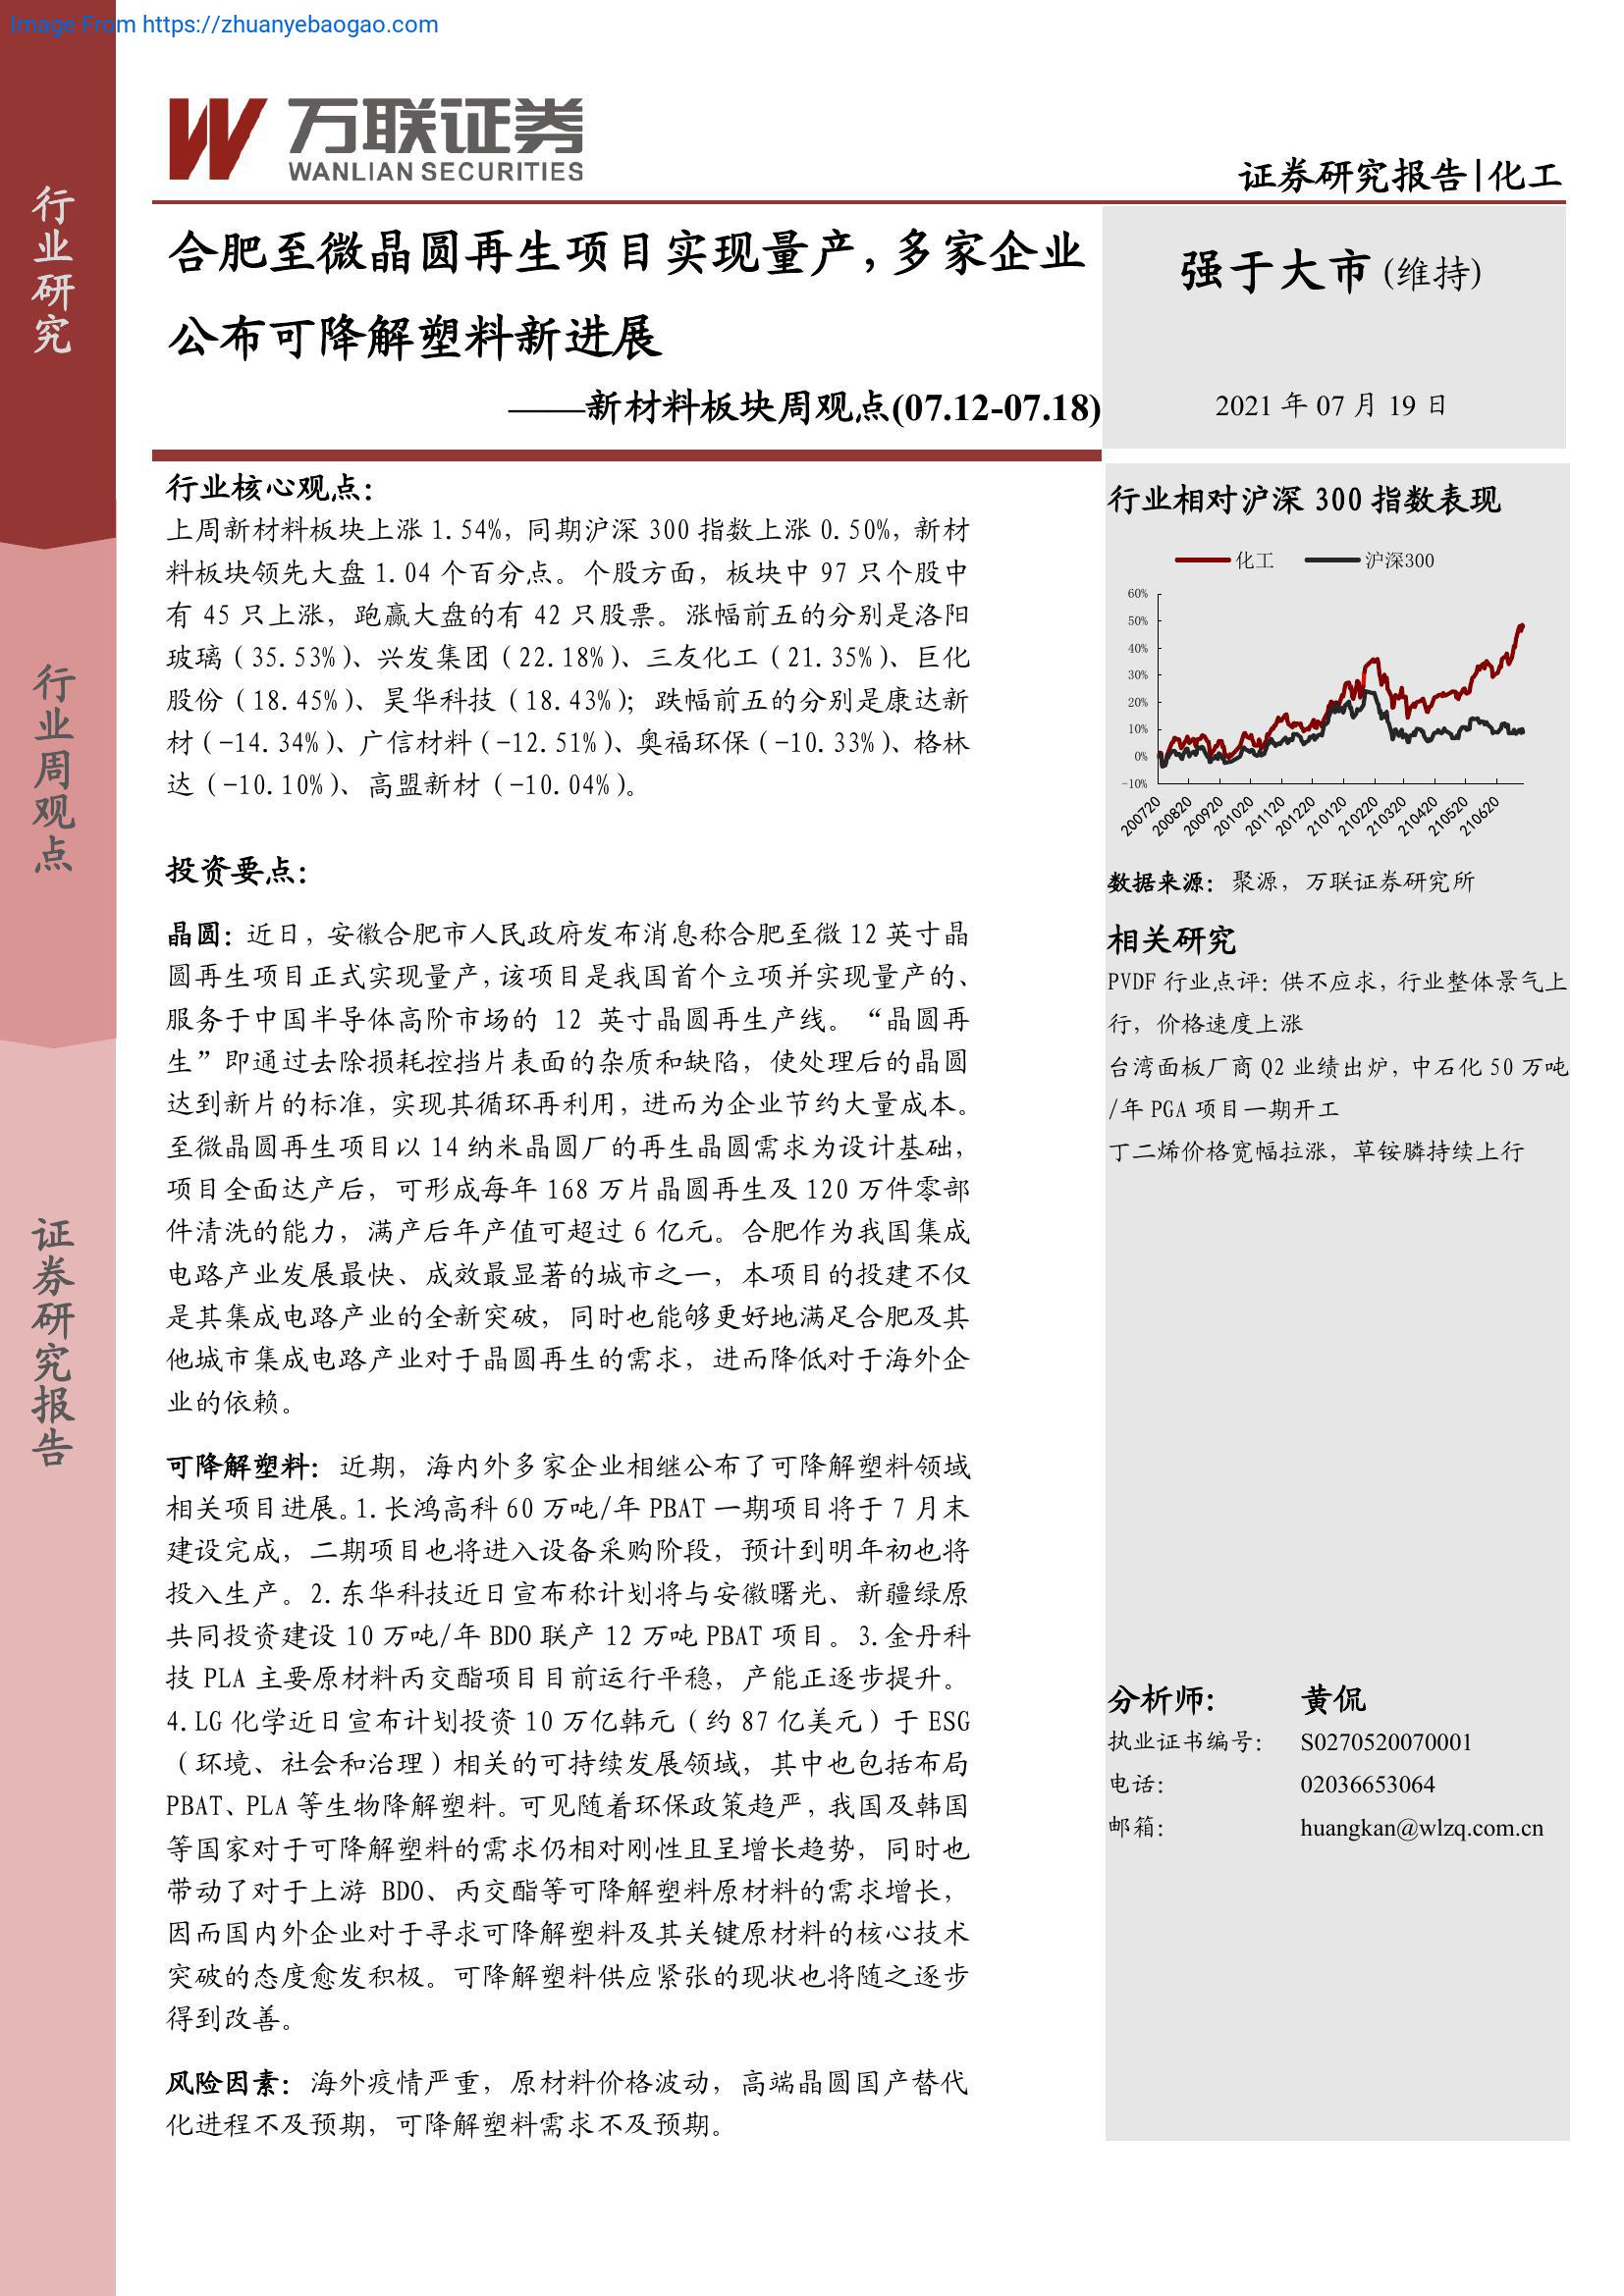 Image From https://zhuanyebaogao.com
万联证券
WANLIAN SECURITIES
证券研究报告|化工
行业研究
行业周观点
证券研究报告
合肥至微晶圆再生项目实现量产,多家企业
公布可降解塑料新进展
——新材料板块周观点(07.12-07.18)
强于大市(维持)
2021 年 07 月 19 日
行业核心观点：
上周新材料板块上涨 1.54%，同期沪深 300 指数上涨 0.50%，新材
料板块领先大盘 1.04 个百分点。个股方面，板块中 97 只个股中
有 45 只上涨，跑赢大盘的有 42 只股票。涨幅前五的分别是洛阳
玻璃（35.53%）、兴发集团（22.18%）、三友化工（21.35%）、巨化
股份（18.45%）、昊华科技（18.43%）；跌幅前五的分别是康达新
材（-14.34%）、广信材料（-12.51%）、奥福环保（-10.33%）、格林
达（-10.10%）、高盟新材（-10.04%）。
投资要点：
晶圆：近日，安徽合肥市人民政府发布消息称合肥至微 12 英寸晶
圆再生项目正式实现量产，该项目是我国首个立项并实现量产的、
服务于中国半导体高阶市场的 12 英寸晶圆再生产线。“晶圆再
生”即通过去除损耗控挡片表面的杂质和缺陷，使处理后的晶圆
达到新片的标准，实现其循环再利用，进而为企业节约大量成本。
至微晶圆再生项目以 14 纳米晶圆厂的再生晶圆需求为设计基础，
项目全面达产后，可形成每年 168 万片晶圆再生及 120 万件零部
件清洗的能力，满产后年产值可超过 6 亿元。合肥作为我国集成
电路产业发展最快、成效最显著的城市之一，本项目的投建不仅
是其集成电路产业的全新突破，同时也能够更好地满足合肥及其
他城市集成电路产业对于晶圆再生的需求，进而降低对于海外企
业的依赖。
可降解塑料：近期，海内外多家企业相继公布了可降解塑料领域
相关项目进展。1.长鸿高科 60 万吨/年 PBAT 一期项目将于 7 月末
建设完成，二期项目也将进入设备采购阶段，预计到明年初也将
投入生产。2.东华科技近日宣布称计划将与安徽曙光、新疆绿原
共同投资建设 10 万吨/年 BDO 联产 12 万吨 PBAT 项目。3.金丹科
技 PLA 主要原材料丙交酯项目目前运行平稳，产能正逐步提升。
4.LG 化学近日宣布计划投资 10 万亿韩元（约 87 亿美元）于 ESG
（环境、社会和治理）相关的可持续发展领域，其中也包括布局
PBAT、PLA 等生物降解塑料。可见随着环保政策趋严，我国及韩国
等国家对于可降解塑料的需求仍相对刚性且呈增长趋势，同时也
带动了对于上游 BDO、丙交酯等可降解塑料原材料的需求增长，
因而国内外企业对于寻求可降解塑料及其关键原材料的核心技术
突破的态度愈发积极。可降解塑料供应紧张的现状也将随之逐步
得到改善。
风险因素：海外疫情严重，原材料价格波动，高端晶圆国产替代
化进程不及预期，可降解塑料需求不及预期。
行业相对沪深 300 指数表现
化工 沪深300
60%
50%
40%
30%
20%
10%
0%
-10%
200720 200820 200920 201020 201120 201220 210120 210220 210320 210420 210520 210620
数据来源：聚源，万联证券研究所
相关研究
PVDF 行业点评：供不应求，行业整体景气上
行，价格速度上涨
台湾面板厂商 Q2 业绩出炉，中石化 50 万吨
/年 PGA 项目一期开工
丁二烯价格宽幅拉涨，草铵膦持续上行
分析师: 黄侃
执业证书编号： S0270520070001
电话: 02036653064
邮箱: huangkan@wlzq.com.cn